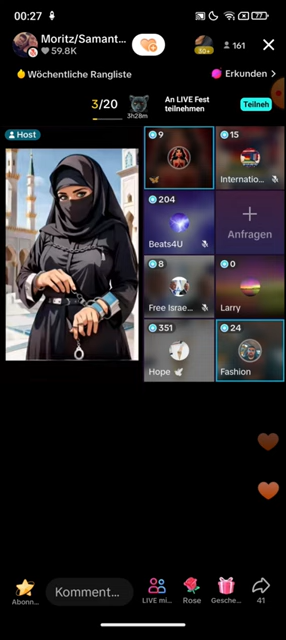 00:27
77
Moritz/Samant...
59.8K
30+
161
Wöchentliche Rangliste
Erkunden >
3/20
3h28m
An LIVE Fest
teilnehmen
Teilneh
Host
9
15
Internatio...
204
Beats4U
+
Anfragen
8
Free Israe...
0
Larry
351
Hope
24
Fashion
Abonn...
Komment...
LIVE mi...
Rose
Gesche...
41